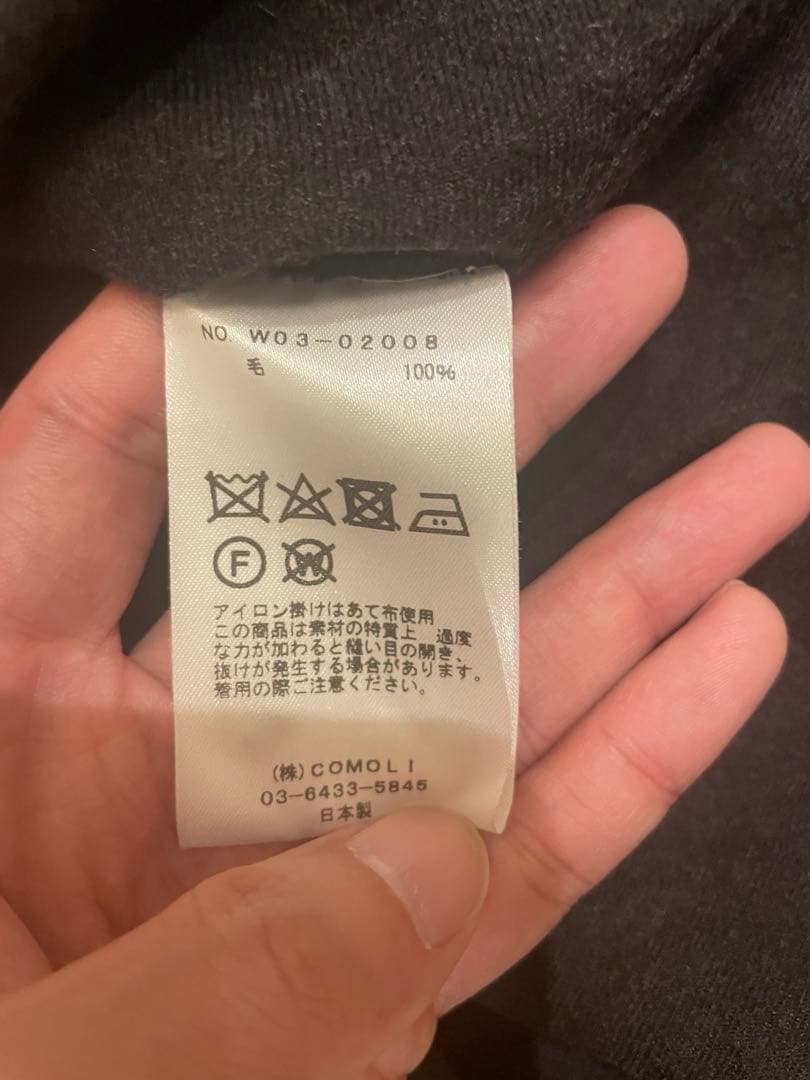 NO. W03-02008
毛 100%
F W
アイロン掛けはあて布使用
この商品は素材の特質上 過度
な力が加わると縫い目の開き、
抜けが発生する場合があります。
着用の際ご注意ください。
(株)COMOLI
03-6433-5845
日本製